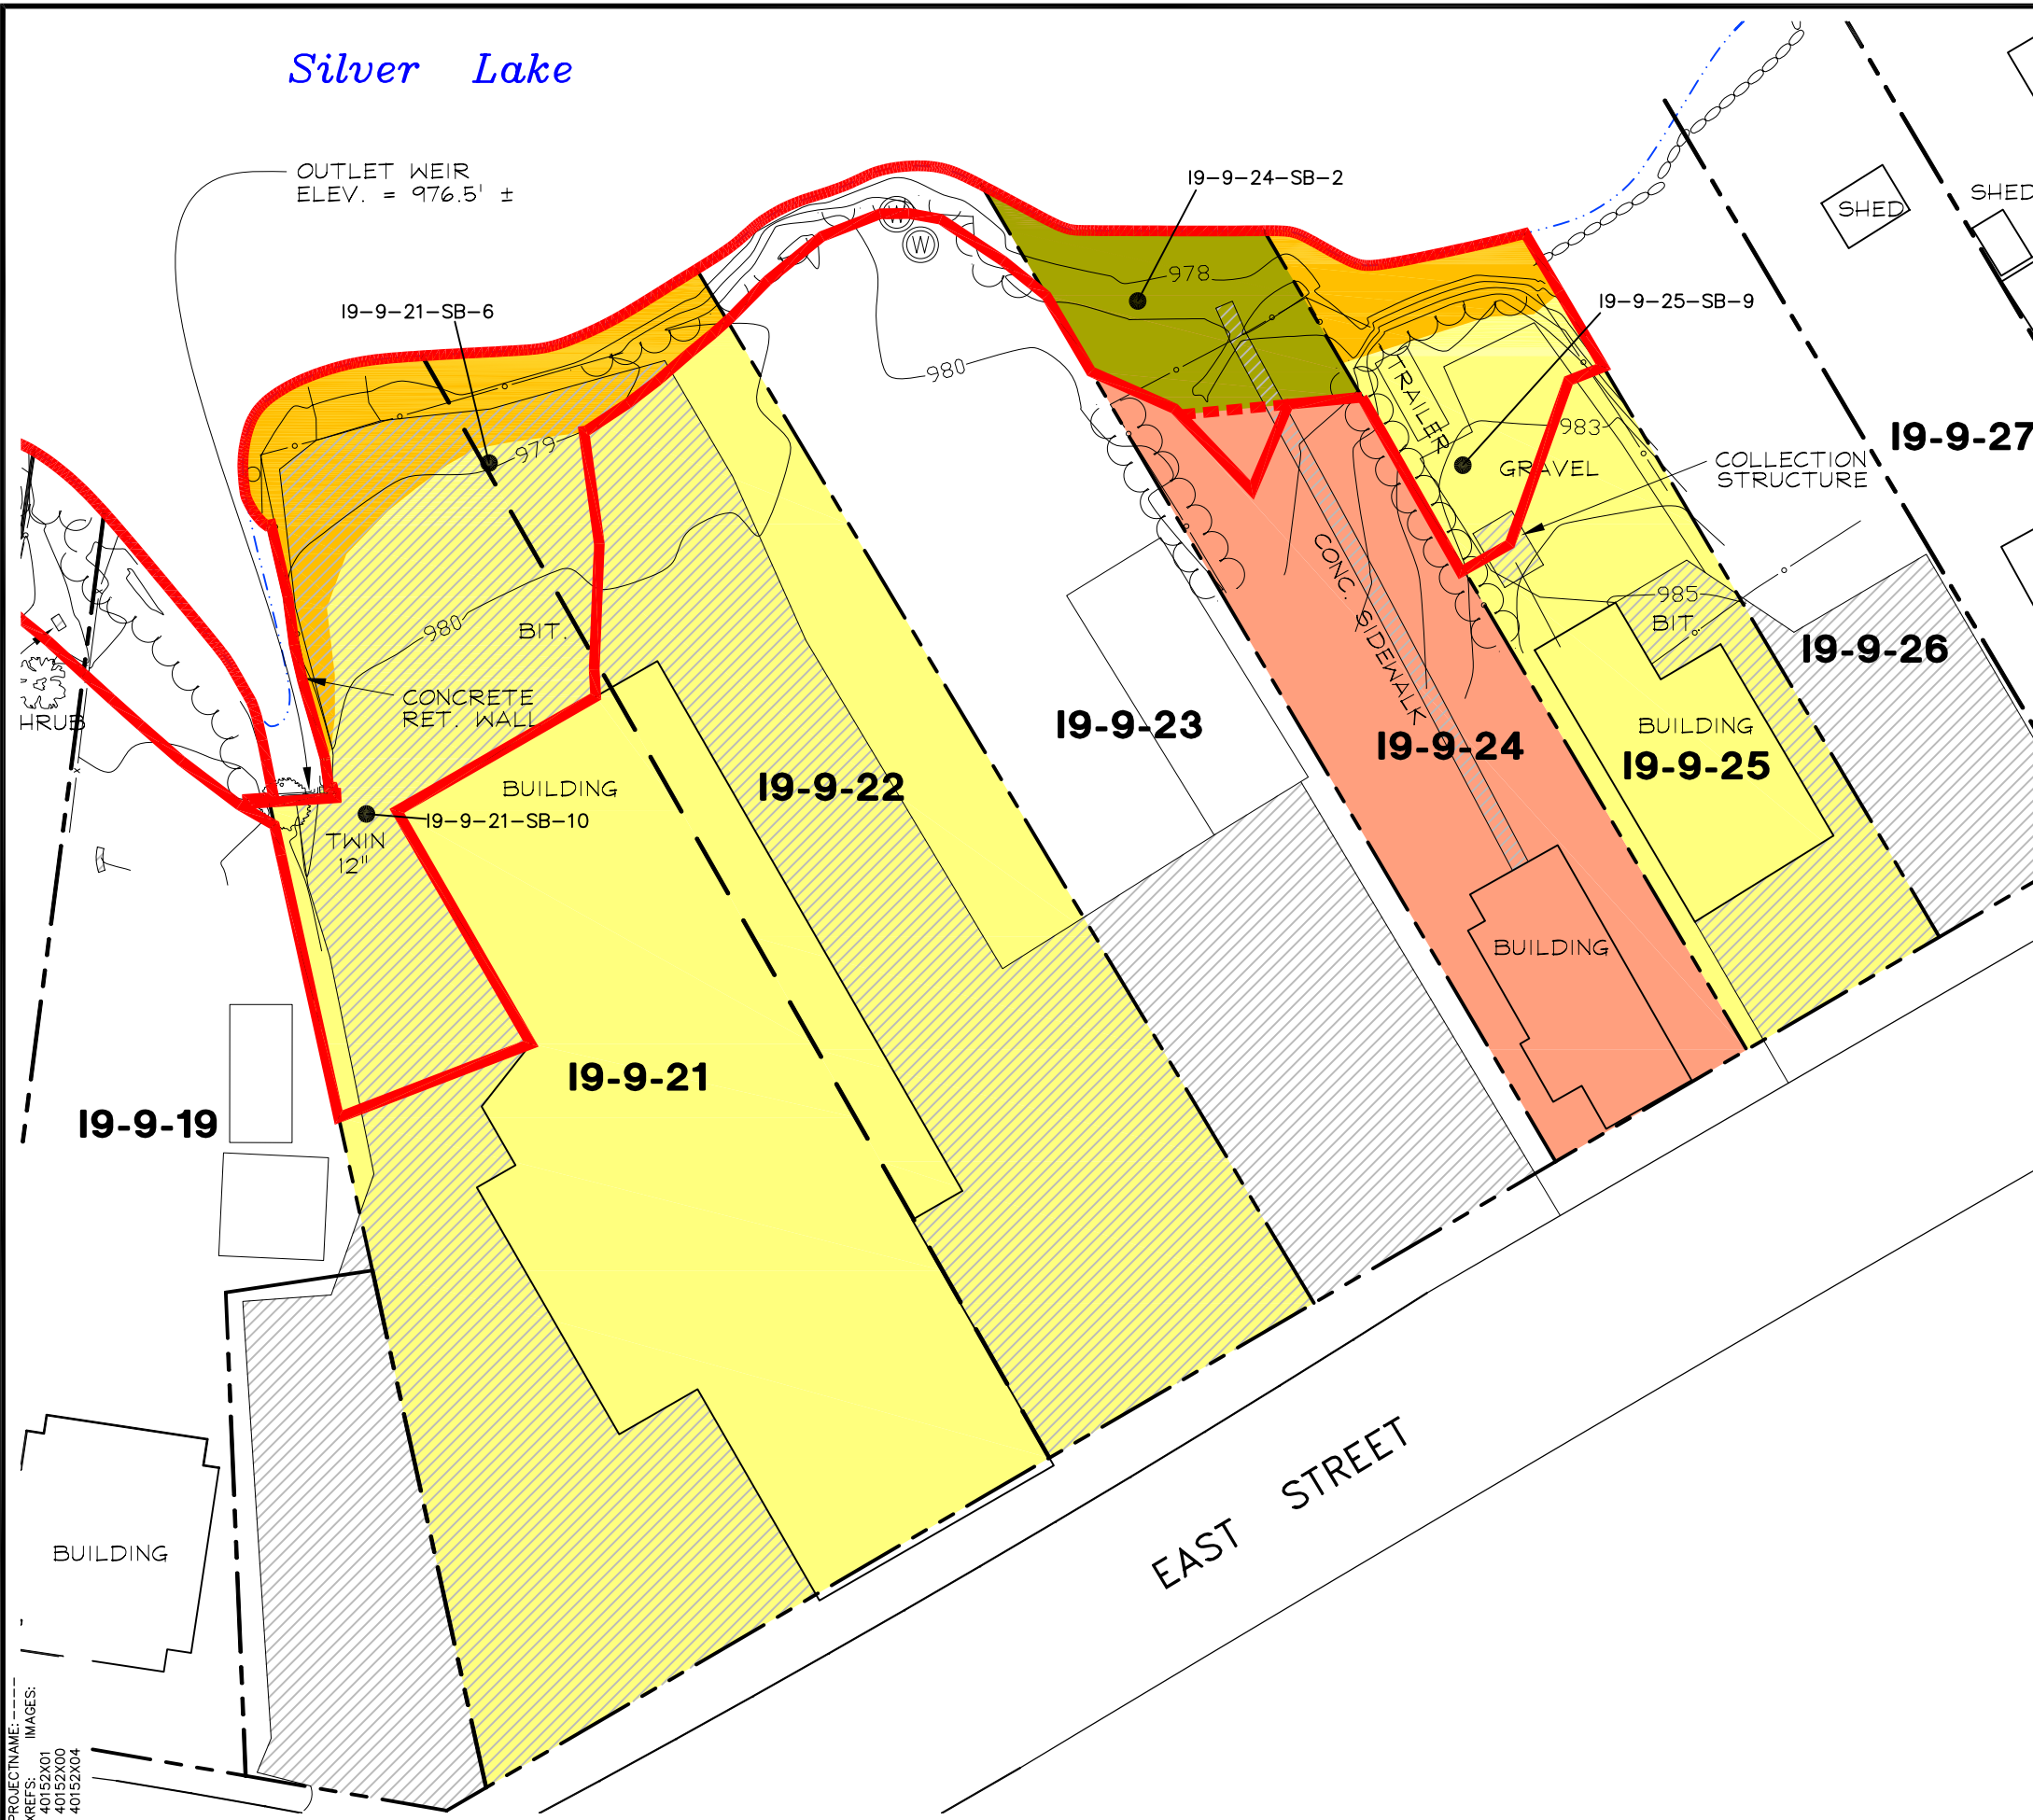 Silver Lake
OUTLET WEIR
ELEV. = 976.5' ±
I9-9-24-SB-2
SHED
SHED
978
I9-9-21-SB-6
I9-9-25-SB-9
980
TRAILER
983
979
GRAVEL
COLLECTION
STRUCTURE
I9-9-27
CONC. SIDEWALK
985
BIT.
980
BIT.
I9-9-26
CONCRETE
RET. WALL
HRUB
I9-9-23
I9-9-24
BUILDING
I9-9-25
BUILDING
I9-9-22
I9-9-21-SB-10
TWIN
12"
BUILDING
I9-9-21
I9-9-19
EAST STREET
BUILDING
PROJECTNAME: ----
XREFS: IMAGES:
40152X01
40152X00
40152X04
W
W